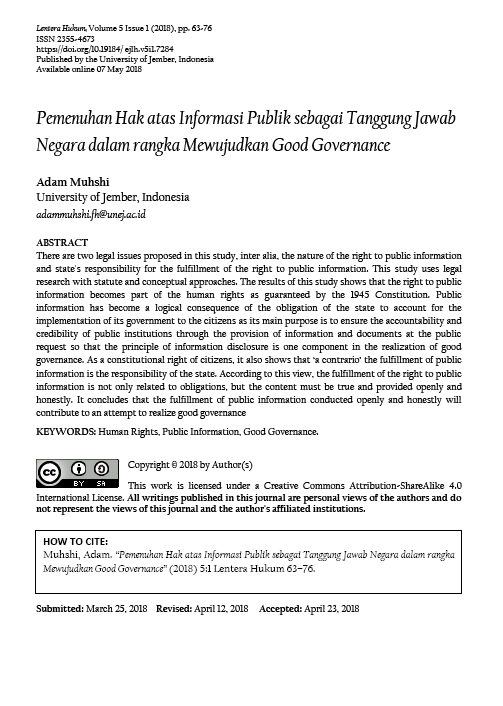 Lentera Hukum, Volume 5 Issue 1 (2018), pp. 63-76
ISSN 2355-4673
https://doi.org/10.19184/ ejlh.v5i1.7284
Published by the University of Jember, Indonesia
Available online 07 May 2018
Pemenuhan Hak atas Informasi Publik sebagai Tanggung Jawab
Negara dalam rangka Mewujudkan Good Governance
Adam Muhshi
University of Jember, Indonesia
adammuhshi.fh@unej.ac.id
ABSTRACT
There are two legal issues proposed in this study, inter alia, the nature of the right to public information
and state's responsibility for the fulfillment of the right to public information. This study uses legal
research with statute and conceptual approaches. The results of this study shows that the right to public
information becomes part of the human rights as guaranteed by the 1945 Constitution. Public
information has become a logical consequence of the obligation of the state to account for the
implementation of its government to the citizens as its main purpose is to ensure the accountability and
credibility of public institutions through the provision of information and documents at the public
request so that the principle of information disclosure is one component in the realization of good
governance. As a constitutional right of citizens, it also shows that 'a contrario' the fulfillment of public
information is the responsibility of the state. According to this view, the fulfillment of the right to public
information is not only related to obligations, but the content must be true and provided openly and
honestly. It concludes that the fulfillment of public information conducted openly and honestly will
contribute to an attempt to realize good governance
KEYWORDS: Human Rights, Public Information, Good Governance.
cc BY SA
Copyright © 2018 by Author(s)
This work is licensed under a Creative Commons Attribution-ShareAlike 4.0
International License. All writings published in this journal are personal views of the authors and do
not represent the views of this journal and the author's affiliated institutions.
HOW TO CITE:
Muhshi, Adam. "Pemenuhan Hak atas Informasi Publik sebagai Tanggung Jawab Negara dalam rangka
Mewujudkan Good Governance" (2018) 5:1 Lentera Hukum 63–76.
Submitted: March 25, 2018 Revised: April 12, 2018 Accepted: April 23, 2018